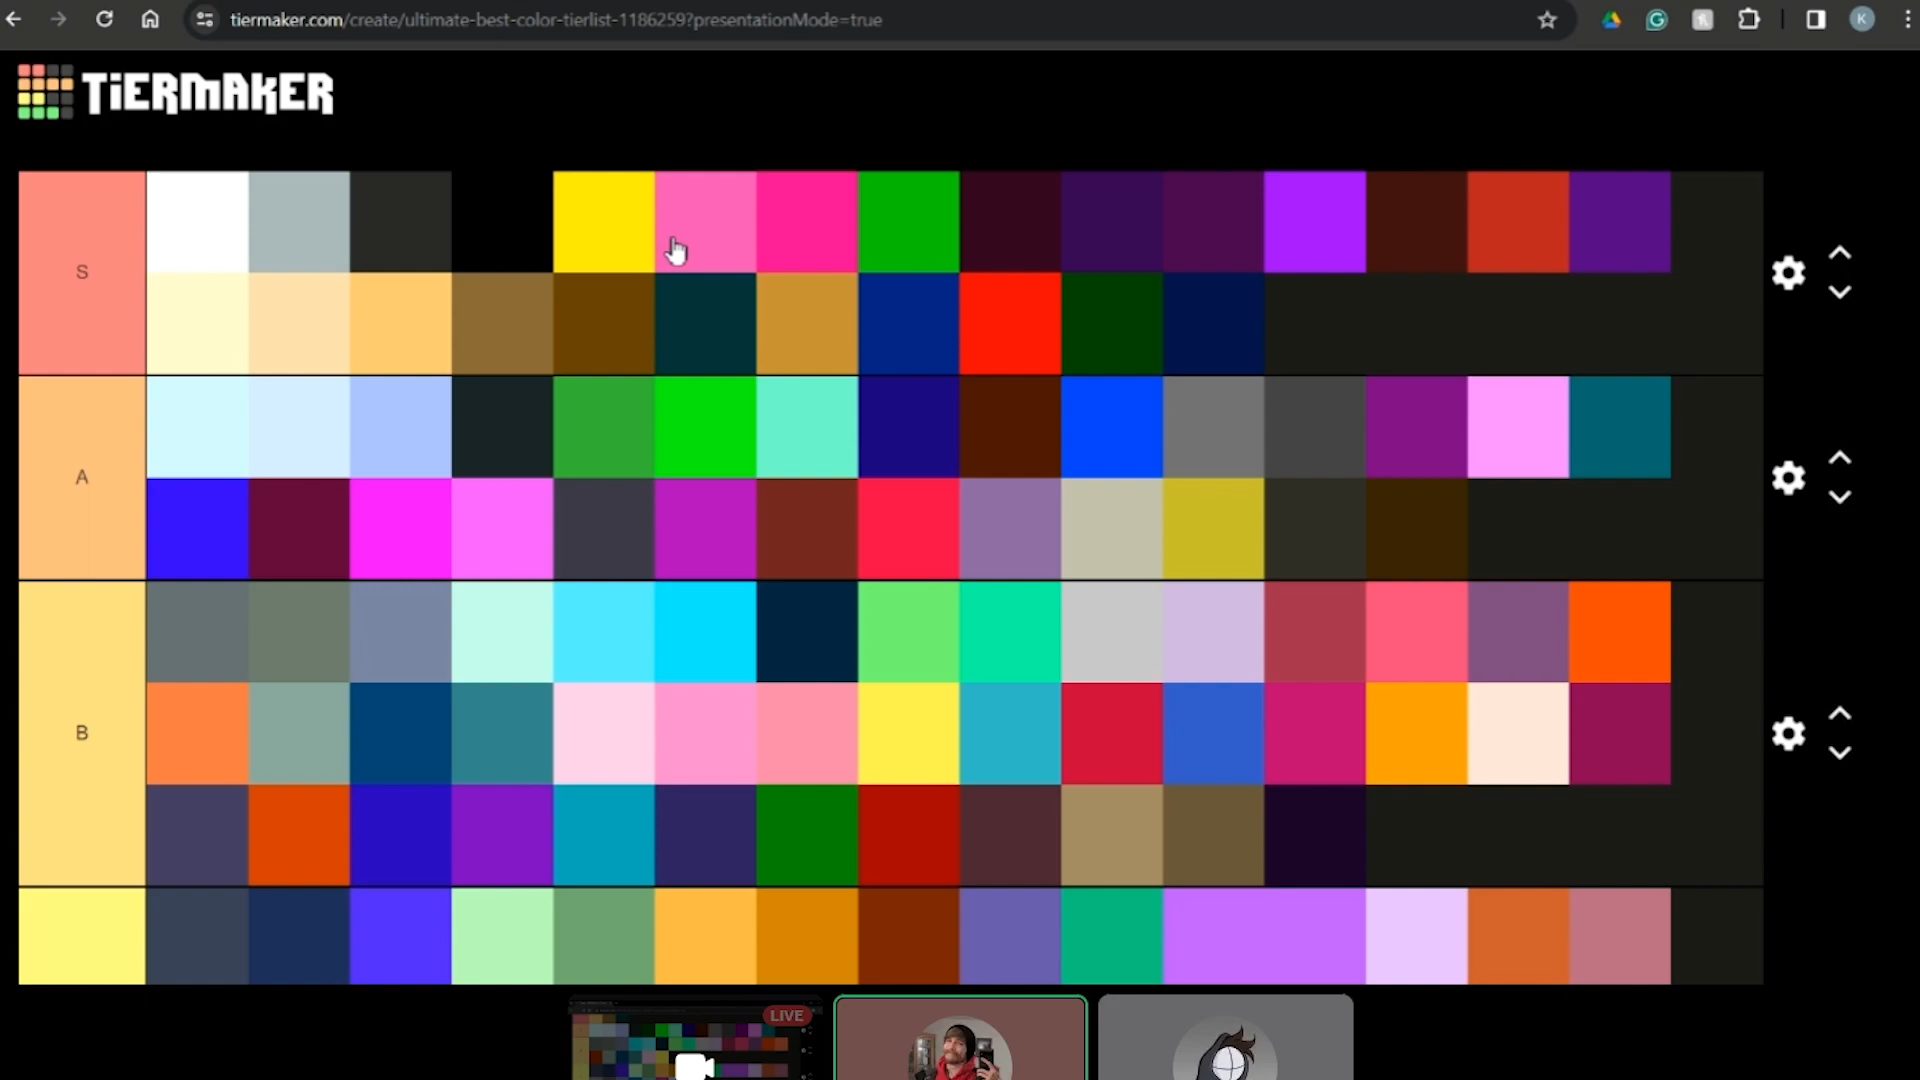 tiermaker.com/create/ultimate-best-color-tierlist-1186259?presentationMode=true
K
TiERMAKER
S
A
B
LIVE